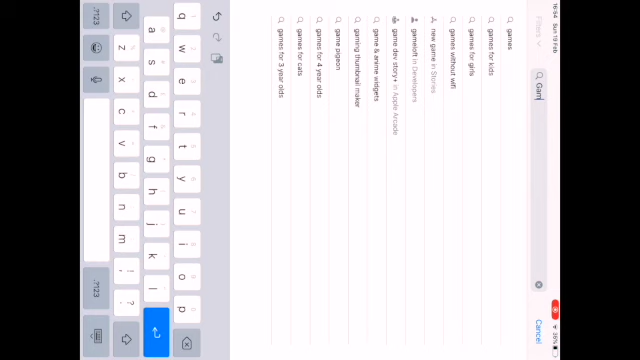 16:54 Sun 19 Feb
36%
Filters
Gam
Cancel
games
games for kids
games for girls
games without wifi
new game in Stories
gameloft in Developers
game dev story+ in Apple Arcade
game & anime widgets
gaming thumbnail maker
game pigeon
games for 4 year olds
games for cats
games for 3 year olds
q w e r t y u i o p
a s d f g h j k l
z x c v b n m ! , ? .
.?123 .?123